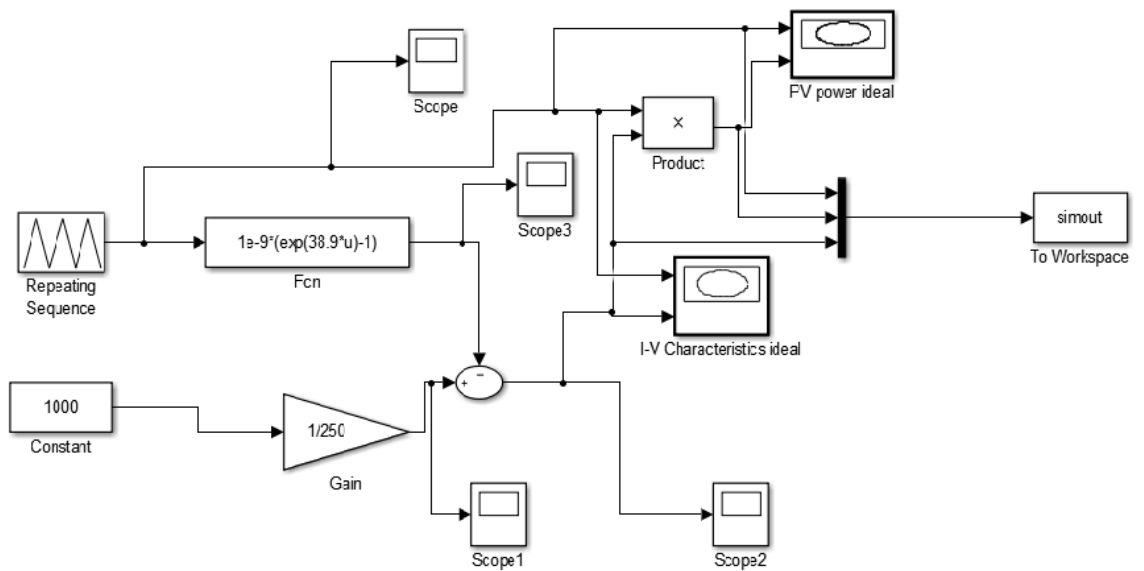 Scope
PV power ideal
X
Product
Scope3
Repeating
Sequence
1e-9*(exp(38.9*u)-1)
Fcn
simout
To Workspace
I-V Characteristics ideal
1000
Constant
1/250
Gain
+
−
Scope1
Scope2